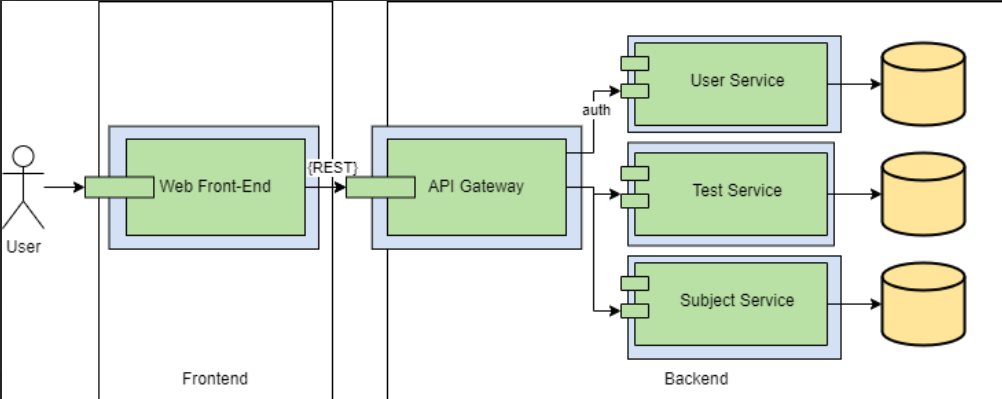 User Service
auth
{REST}
Web Front-End
API Gateway
Test Service
User
Subject Service
Frontend
Backend